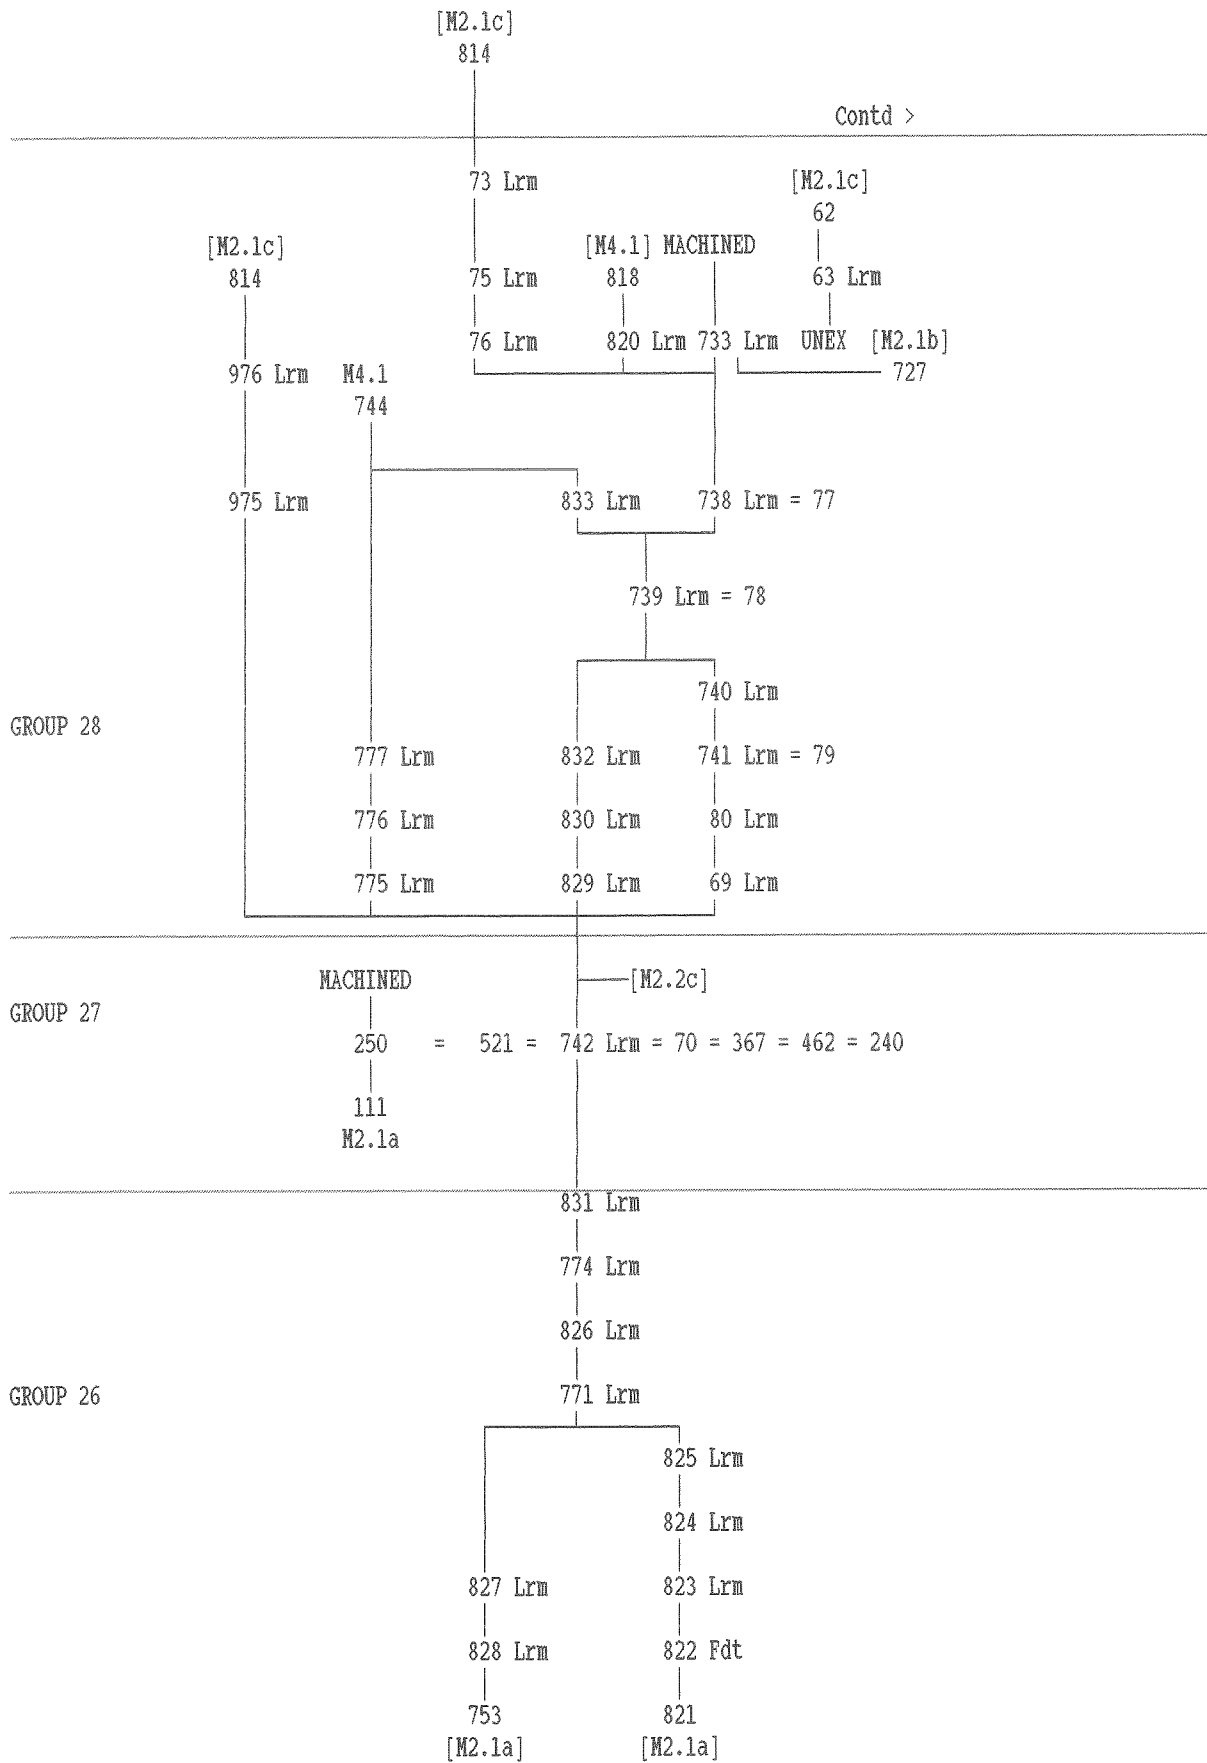 [M2.1c]
814
Contd >
73 Lrm [M2.1c]
62
[M2.1c] [M4.1] MACHINED
814 75 Lrm 818 63 Lrm
76 Lrm 820 Lrm 733 Lrm UNEX [M2.1b]
976 Lrm M4.1 727
744
975 Lrm 833 Lrm 738 Lrm = 77
739 Lrm = 78
740 Lrm
GROUP 28
777 Lrm 832 Lrm 741 Lrm = 79
776 Lrm 830 Lrm 80 Lrm
775 Lrm 829 Lrm 69 Lrm
MACHINED [M2.2c]
GROUP 27
250 = 521 = 742 Lrm = 70 = 367 = 462 = 240
111
M2.1a
831 Lrm
774 Lrm
826 Lrm
GROUP 26 771 Lrm
825 Lrm
824 Lrm
827 Lrm 823 Lrm
828 Lrm 822 Fdt
753 821
[M2.1a] [M2.1a]